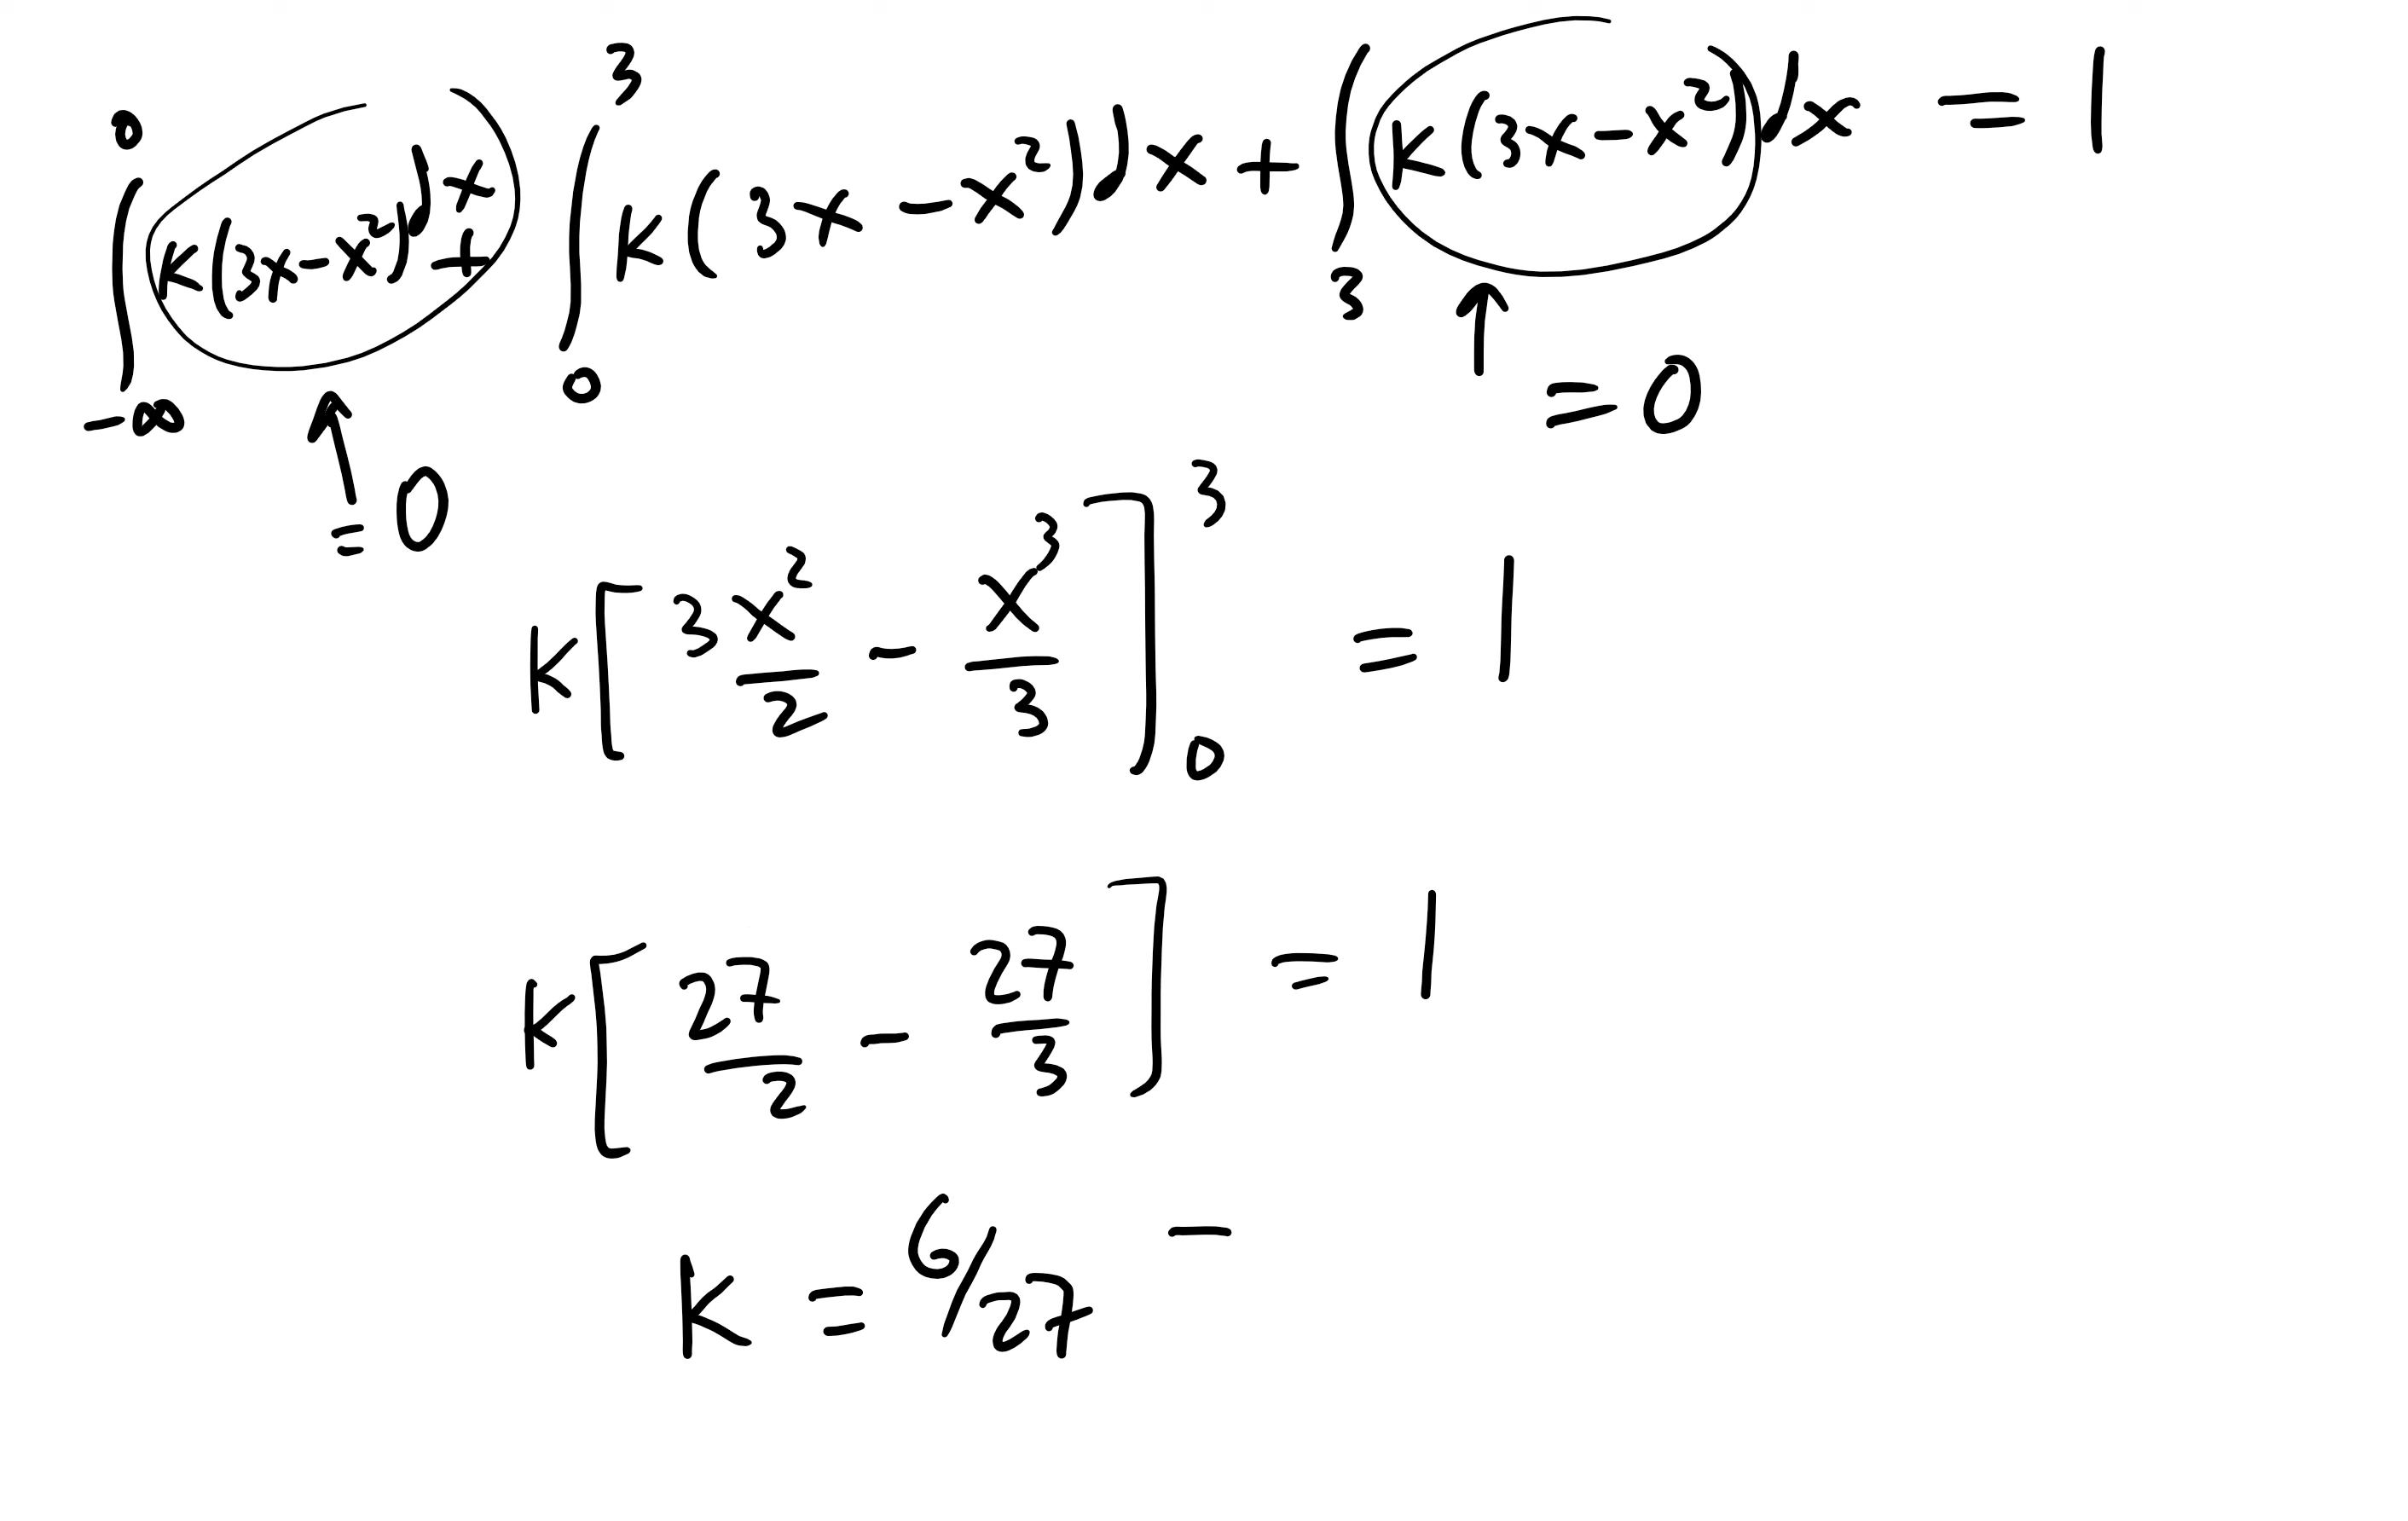 ∫_{-∞}^{0} K(3x-x²)dx + ∫_{0}^{3} K(3x-x²)dx + ∫_{3} K(3x-x²)dx = 1
= 0
= 0
K[3x²/2 - x³/3]_{0}^{3} = 1
K[27/2 - 27/3] = 1
K = 6/27 -